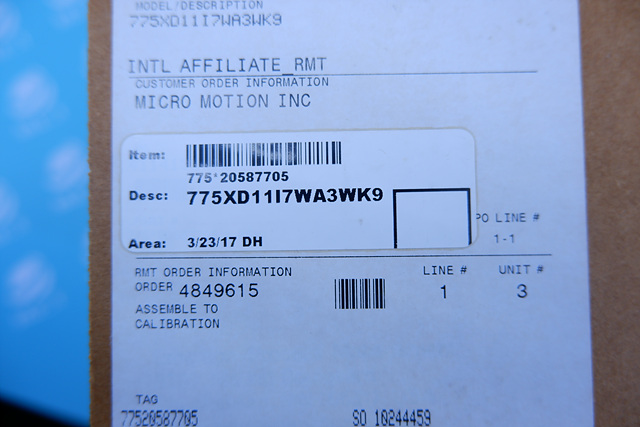 MODEL/DESCRIPTION
775XD11I7WA3WK9
INTL AFFILIATE_RMT
CUSTOMER ORDER INFORMATION
MICRO MOTION INC
Item:
775*20587705
Desc: 775XD11I7WA3WK9
Area: 3/23/17 DH
PO LINE #
1-1
RMT ORDER INFORMATION LINE # UNIT #
ORDER 4849615 1 3
ASSEMBLE TO
CALIBRATION
TAG
77520587705 SO 10244459